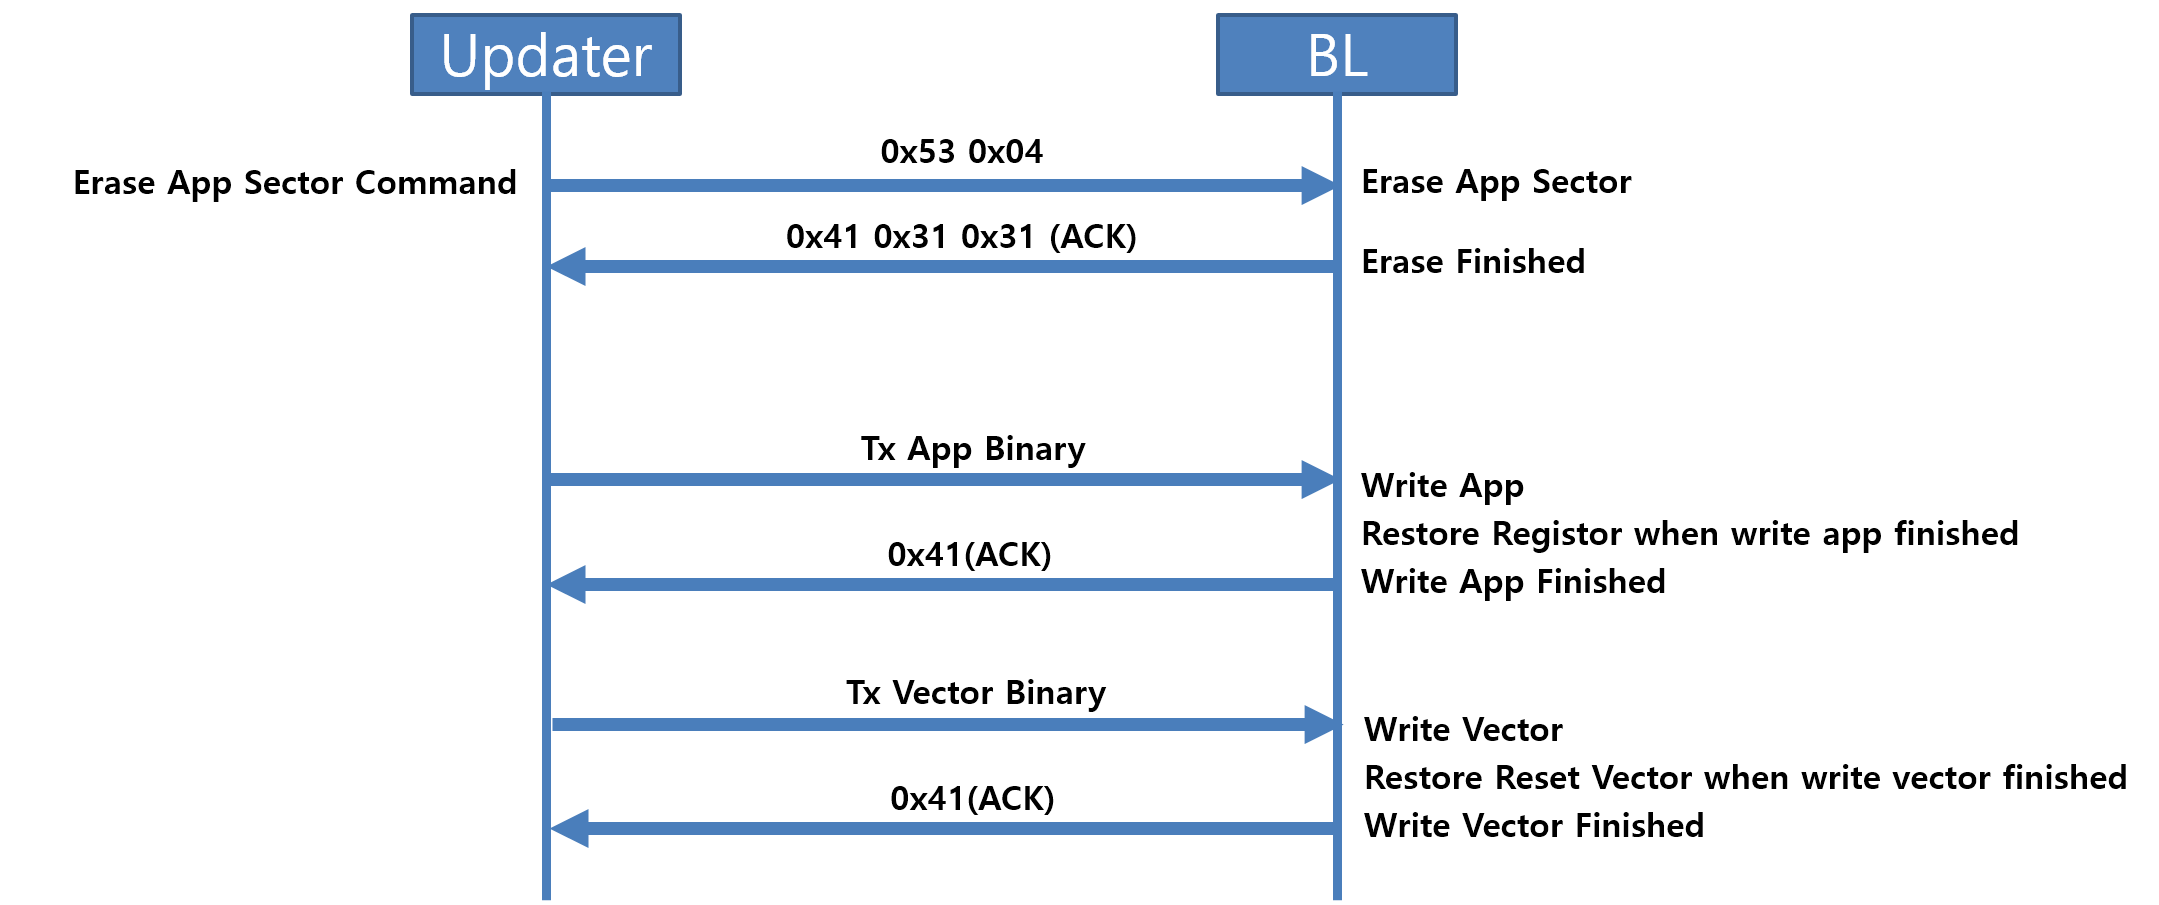 Updater
BL
0x53 0x04
Erase App Sector Command
Erase App Sector
0x41 0x31 0x31 (ACK)
Erase Finished
Tx App Binary
Write App
Restore Registor when write app finished
0x41(ACK)
Write App Finished
Tx Vector Binary
Write Vector
Restore Reset Vector when write vector finished
0x41(ACK)
Write Vector Finished